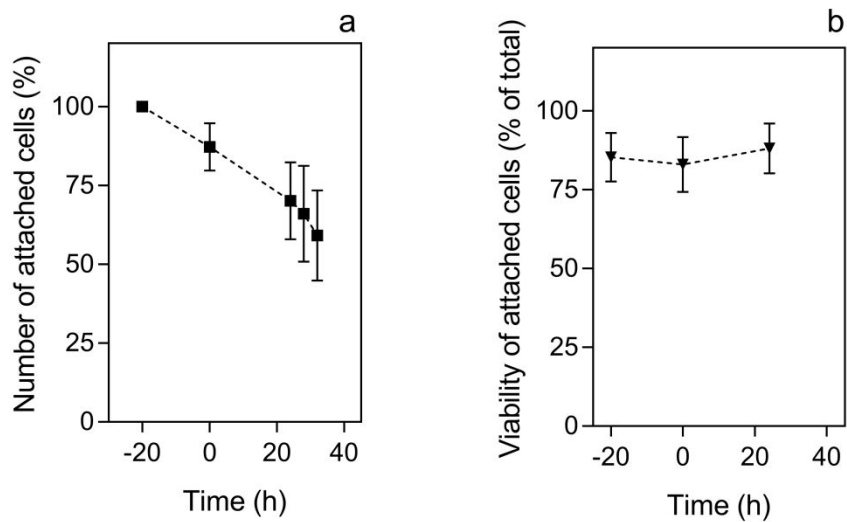 a
Number of attached cells (%)
100
75
50
25
0
-20 0 20 40
Time (h)
b
Viability of attached cells (% of total)
100
75
50
25
0
-20 0 20 40
Time (h)